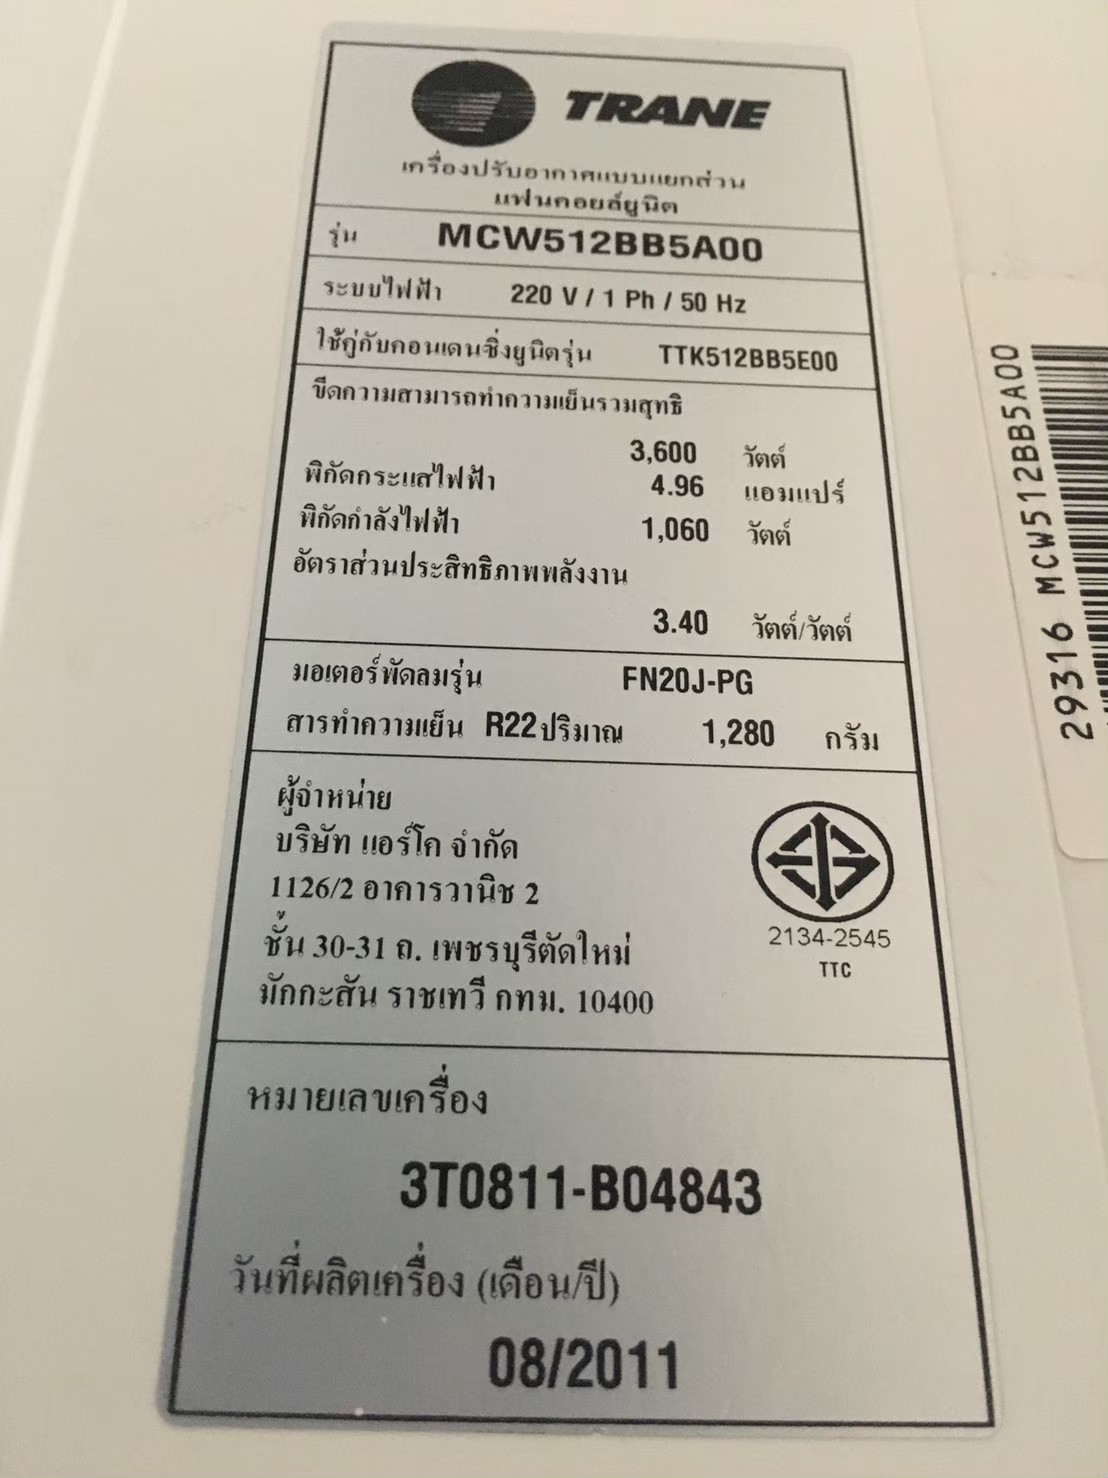 TRANE
เครื่องปรับอากาศแบบแยกส่วน
แฟนคอยล์ยูนิต
รุ่น MCW512BB5A00
ระบบไฟฟ้า 220 V / 1 Ph / 50 Hz
ใช้คู่กับคอนเดนซิ่งยูนิตรุ่น TTK512BB5E00
ขีดความสามารถทำความเย็นรวมสุทธิ
3,600 วัตต์
พิกัดกระแสไฟฟ้า 4.96 แอมแปร์
พิกัดกำลังไฟฟ้า 1,060 วัตต์
อัตราส่วนประสิทธิภาพพลังงาน
3.40 วัตต์/วัตต์
มอเตอร์พัดลมรุ่น FN20J-PG
สารทำความเย็น R22 ปริมาณ 1,280 กรัม
ผู้จำหน่าย
บริษัท แอร์โค จำกัด
1126/2 อาคารวานิช 2
ชั้น 30-31 ถ. เพชรบุรีตัดใหม่
มักกะสัน ราชเทวี กทม. 10400
2134-2545
TTC
หมายเลขเครื่อง
3T0811-B04843
วันที่ผลิตเครื่อง (เดือน/ปี)
08/2011
29316 MCW512BB5A00